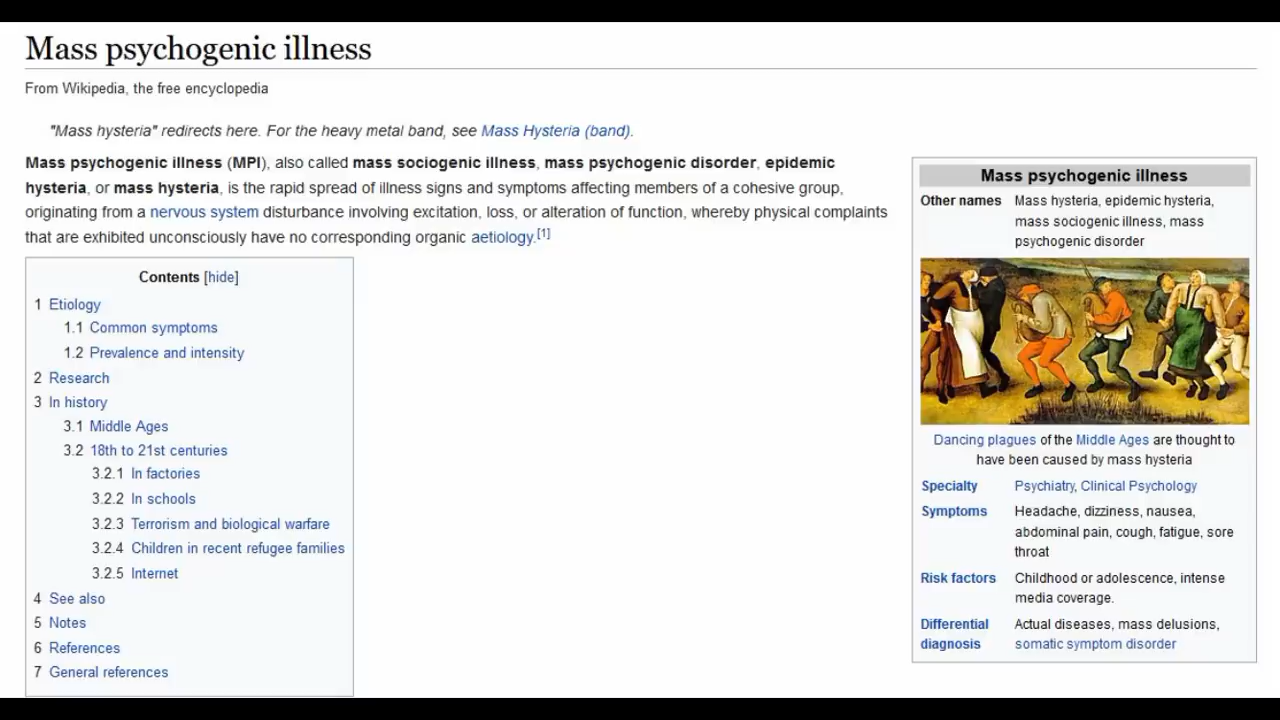 Mass psychogenic illness
From Wikipedia, the free encyclopedia
"Mass hysteria" redirects here. For the heavy metal band, see Mass Hysteria (band).
Mass psychogenic illness (MPI), also called mass sociogenic illness, mass psychogenic disorder, epidemic
hysteria, or mass hysteria, is the rapid spread of illness signs and symptoms affecting members of a cohesive group,
originating from a nervous system disturbance involving excitation, loss, or alteration of function, whereby physical complaints
that are exhibited unconsciously have no corresponding organic aetiology.[1]
Contents [hide]
1 Etiology
1.1 Common symptoms
1.2 Prevalence and intensity
2 Research
3 In history
3.1 Middle Ages
3.2 18th to 21st centuries
3.2.1 In factories
3.2.2 In schools
3.2.3 Terrorism and biological warfare
3.2.4 Children in recent refugee families
3.2.5 Internet
4 See also
5 Notes
6 References
7 General references
Mass psychogenic illness
Other names Mass hysteria, epidemic hysteria,
mass sociogenic illness, mass
psychogenic disorder
Dancing plagues of the Middle Ages are thought to
have been caused by mass hysteria
Specialty Psychiatry, Clinical Psychology
Symptoms Headache, dizziness, nausea,
abdominal pain, cough, fatigue, sore
throat
Risk factors Childhood or adolescence, intense
media coverage.
Differential Actual diseases, mass delusions,
diagnosis somatic symptom disorder